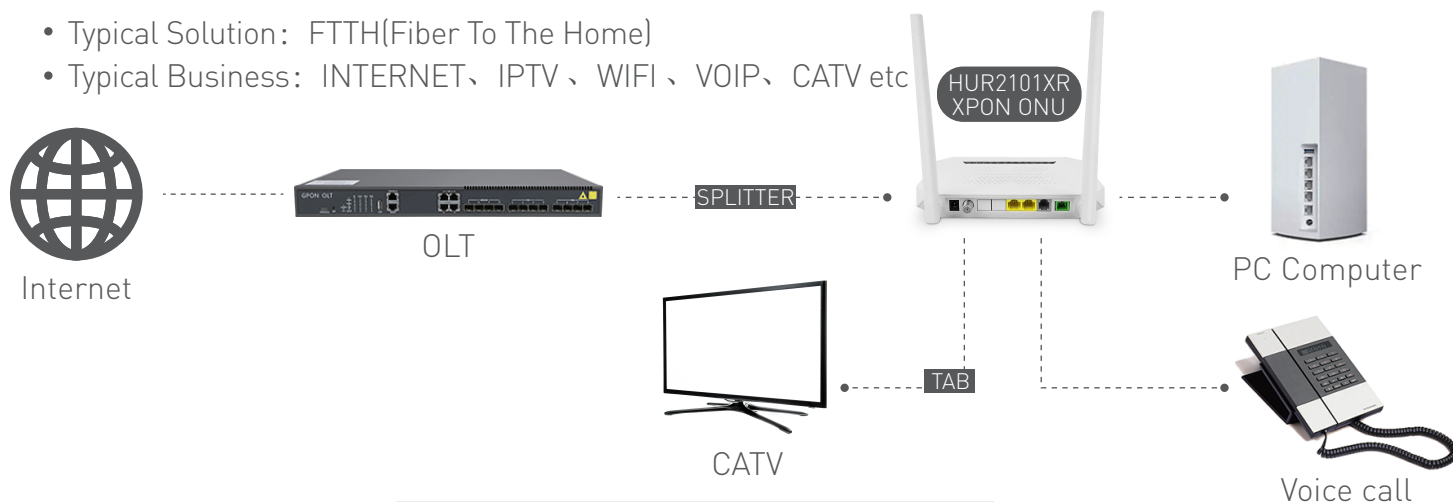 • Typical Solution： FTTH(Fiber To The Home)
• Typical Business： INTERNET、IPTV 、WIFI 、VOIP、CATV etc
HUR2101XR
XPON ONU
GPON OLT
SPLITTER
OLT
Internet
PC Computer
TAB
CATV
Voice call